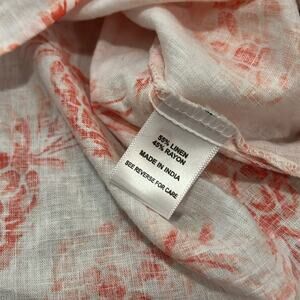 55% LINEN
45% RAYON
MADE IN INDIA
SEE REVERSE FOR CARE